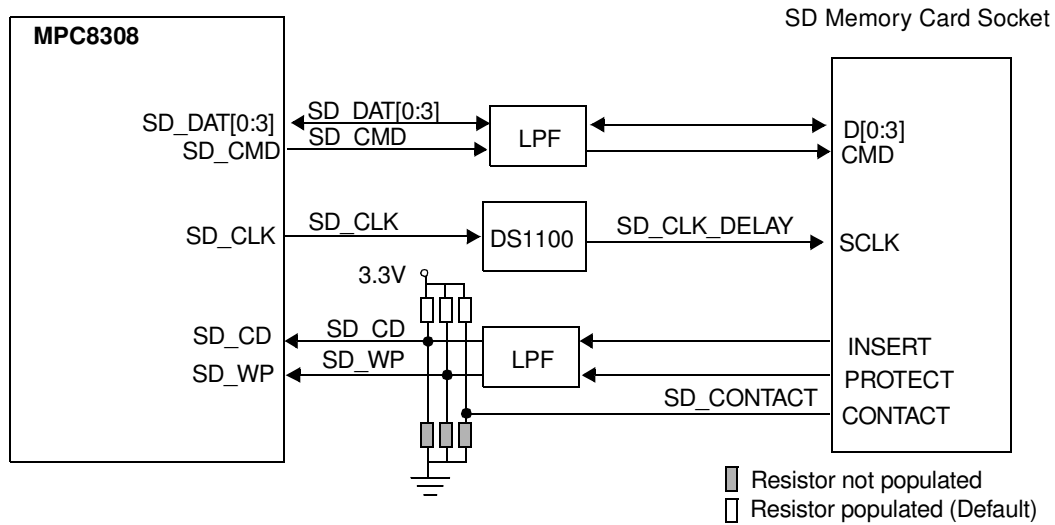 SD Memory Card Socket
MPC8308
SD_DAT[0:3] SD_DAT[0:3] LPF D[0:3]
SD_CMD SD_CMD CMD
SD_CLK SD_CLK DS1100 SD_CLK_DELAY SCLK
3.3V
SD_CD SD_CD LPF INSERT
SD_WP SD_WP PROTECT
SD_CONTACT CONTACT
Resistor not populated
Resistor populated (Default)